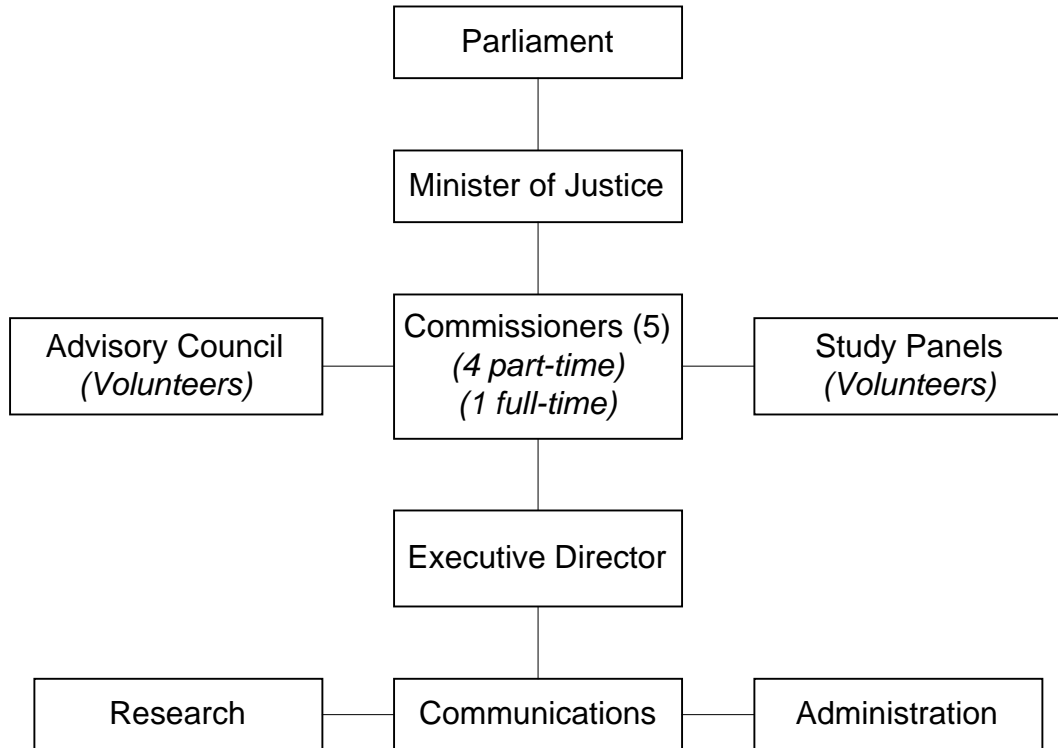 Parliament
Minister of Justice
Advisory Council
(Volunteers)
Commissioners (5)
(4 part-time)
(1 full-time)
Study Panels
(Volunteers)
Executive Director
Research
Communications
Administration